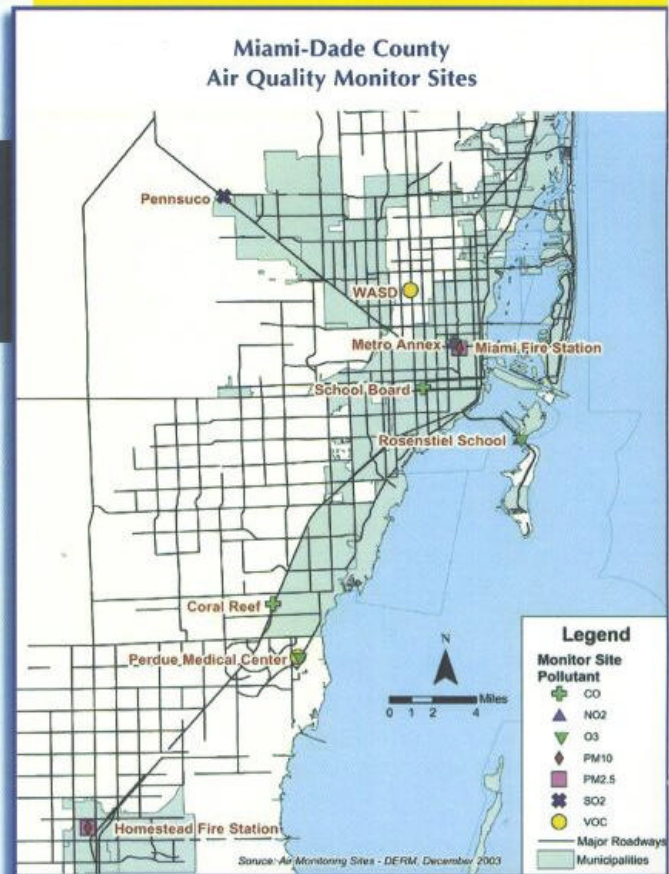 Miami-Dade County
Air Quality Monitor Sites
Pennsuco
WASD
Metro Annex
Miami Fire Station
School Board
Rosenstiel School
Coral Reef
Perdue Medical Center
N
0 1 2 4 Miles
Homestead Fire Station
Legend
Monitor Site
Pollutant
CO
NO2
O3
PM10
PM2.5
SO2
VOC
Major Roadways
Municipalities
Soruce: Air Monitoring Sites - DERM, December 2003